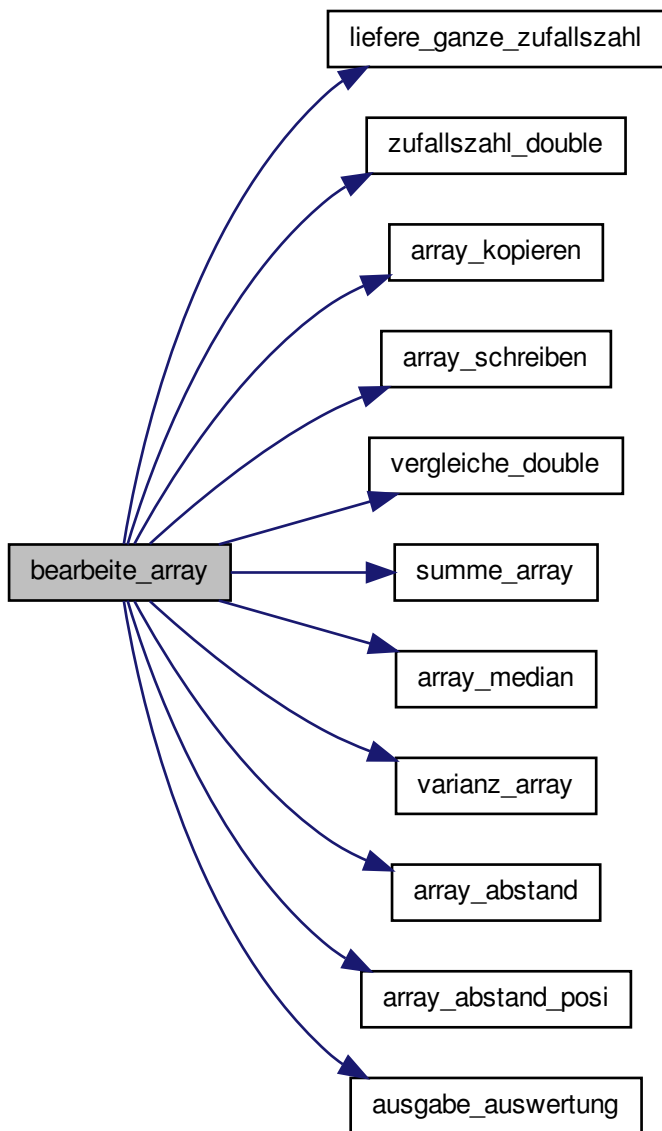 liefere_ganze_zufallszahl
zufallszahl_double
array_kopieren
array_schreiben
vergleiche_double
bearbeite_array
summe_array
array_median
varianz_array
array_abstand
array_abstand_posi
ausgabe_auswertung